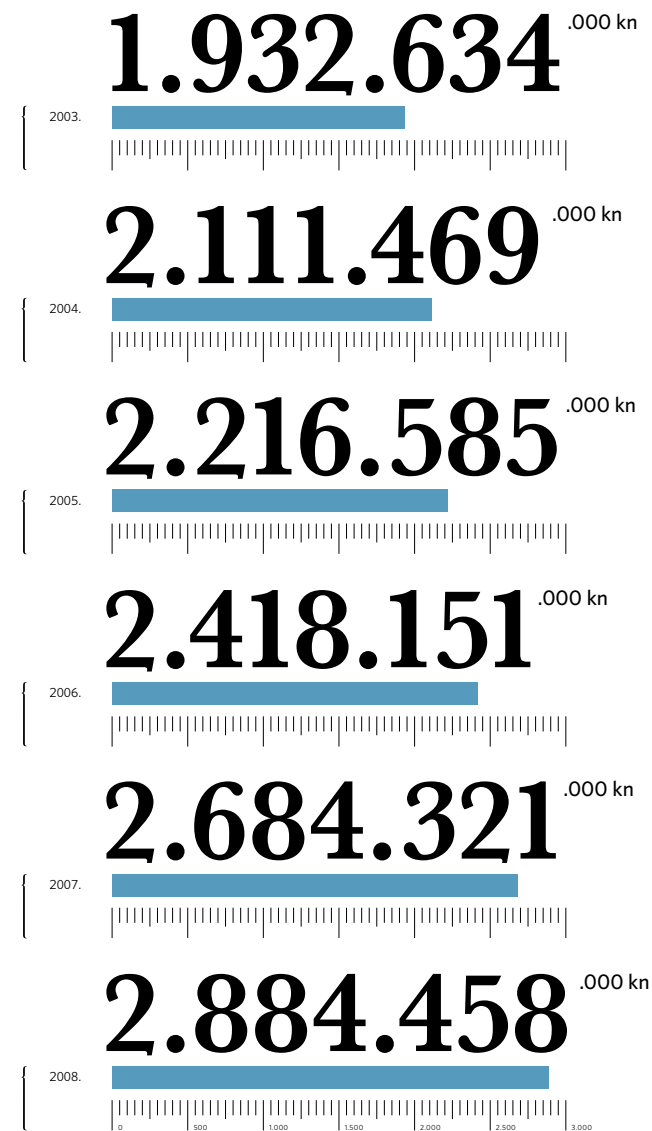 1.932.634 .000 kn
2003.
2.111.469 .000 kn
2004.
2.216.585 .000 kn
2005.
2.418.151 .000 kn
2006.
2.684.321 .000 kn
2007.
2.884.458 .000 kn
2008.
0 500 1.000 1.500 2.000 2.500 3.000